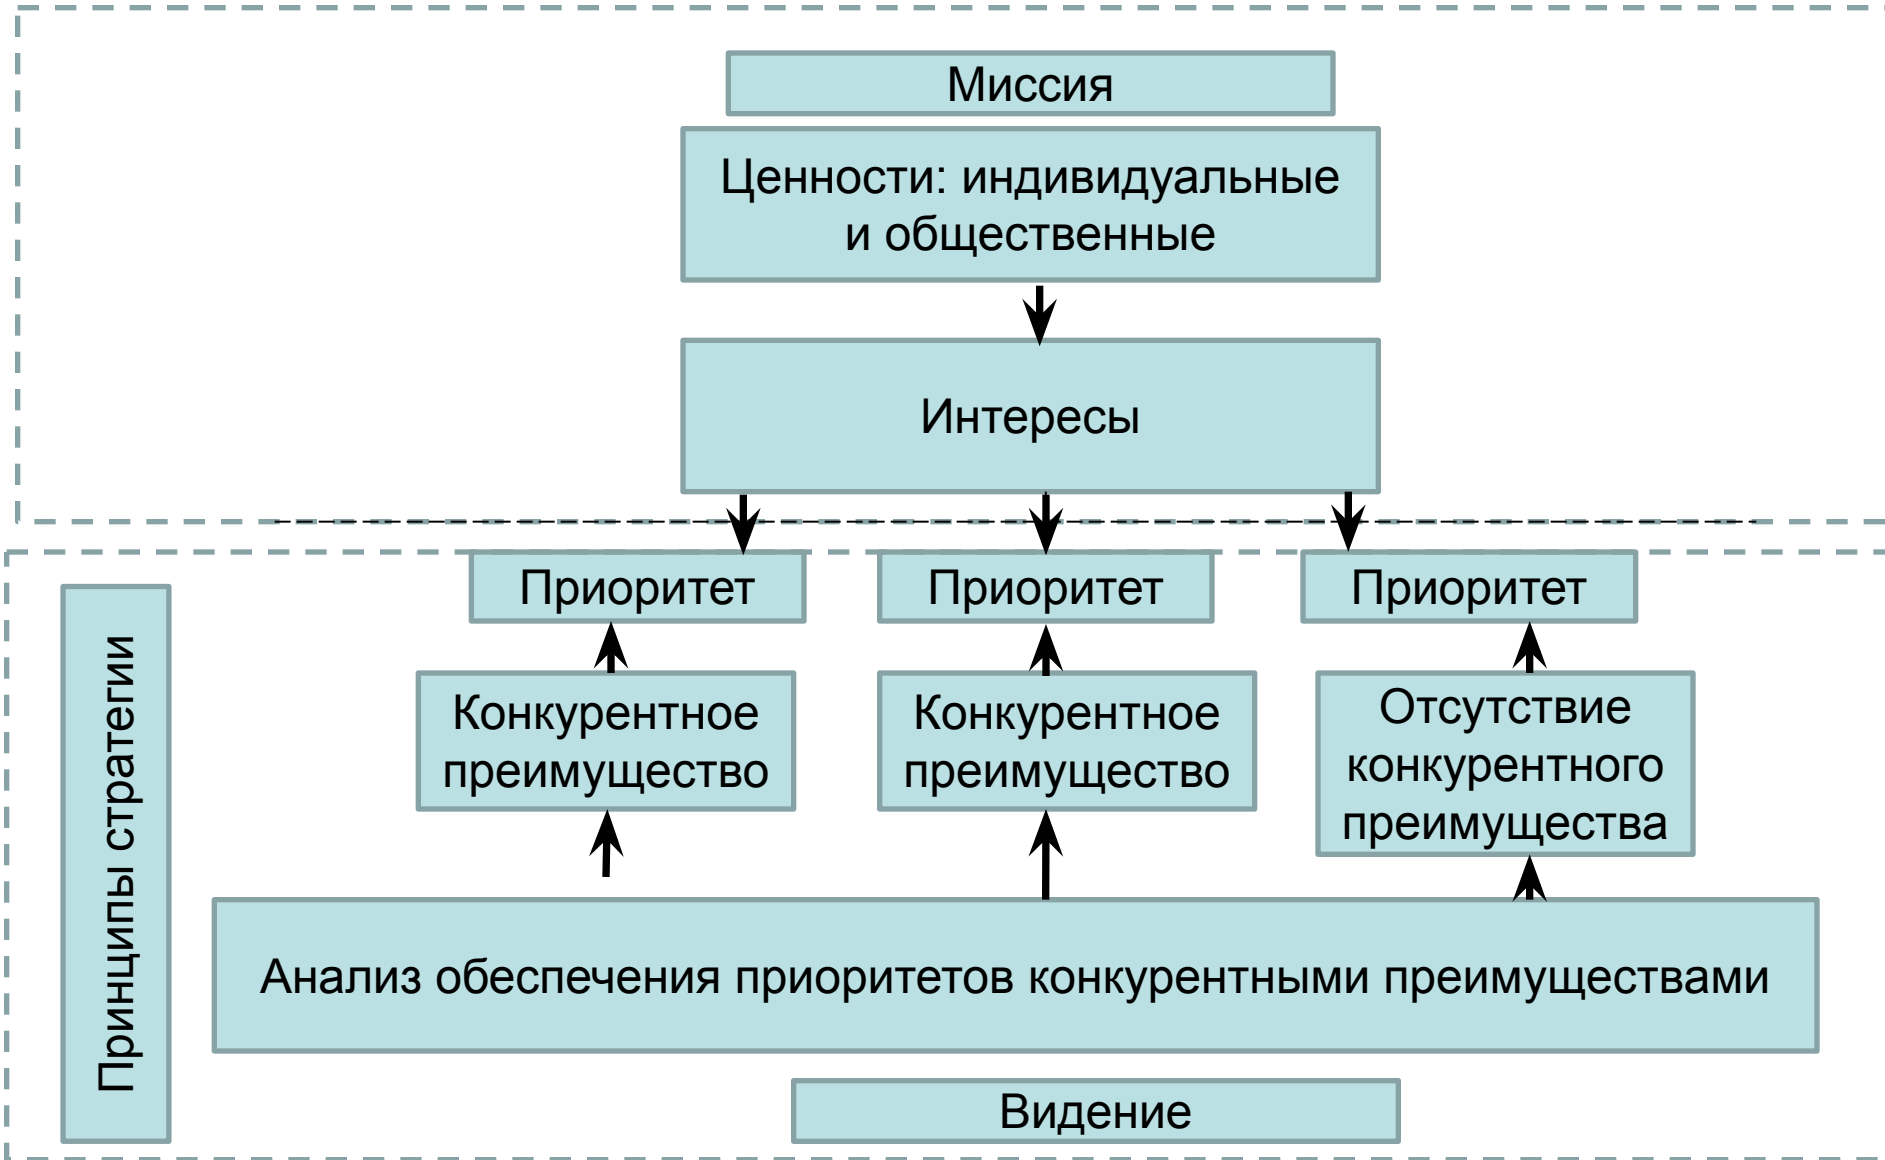 Миссия
Ценности: индивидуальные
и общественные
Интересы
Приоритет
Приоритет
Приоритет
Принципы стратегии
Конкурентное
преимущество
Конкурентное
преимущество
Отсутствие
конкурентного
преимущества
Анализ обеспечения приоритетов конкурентными преимуществами
Видение